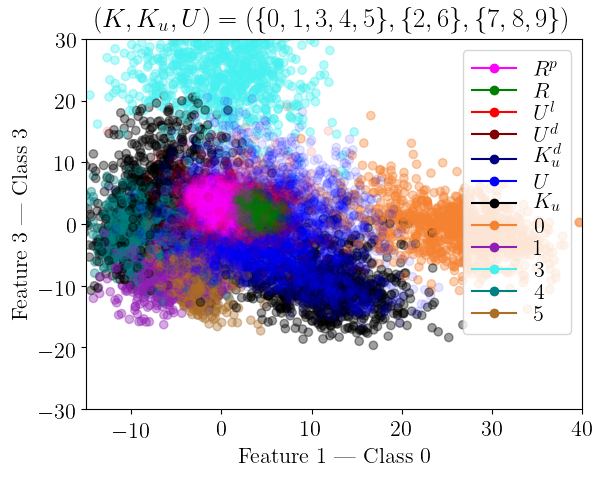 (K, K_u, U) = ({0, 1, 3, 4, 5}, {2, 6}, {7, 8, 9})
30
20
10
0
−10
−20
−30
Feature 3 — Class 3
R^p
R
U^l
U^d
K_u^d
U
K_u
0
1
3
4
5
−10
0
10
20
30
40
Feature 1 — Class 0